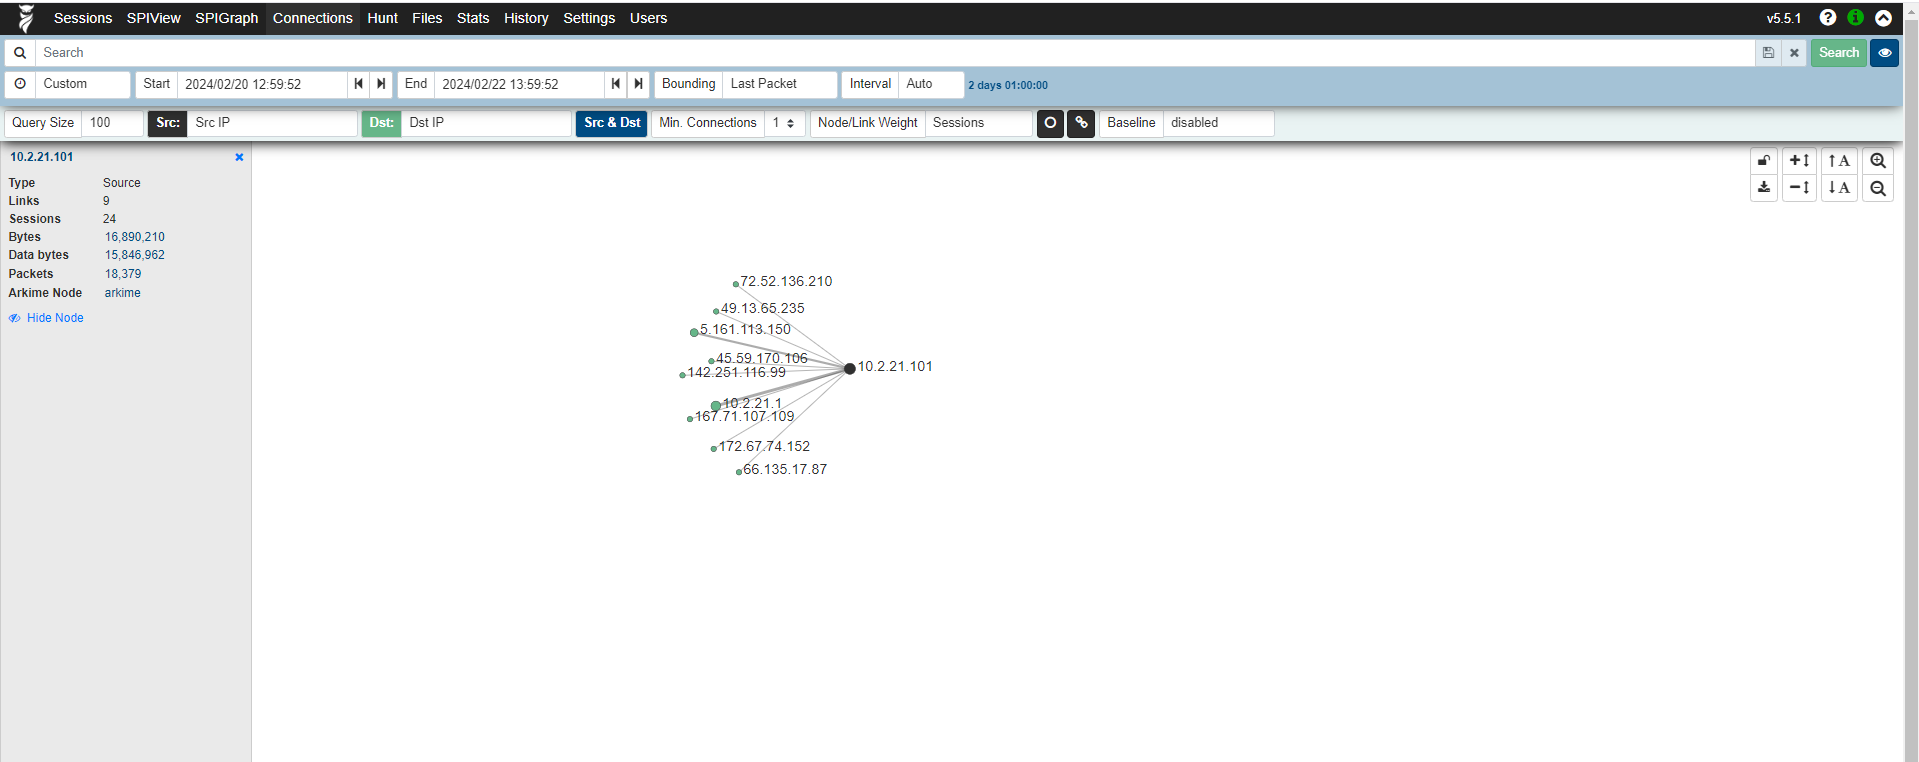 Sessions SPIView SPIGraph Connections Hunt Files Stats History Settings Users v5.5.1
Search Search
Custom Start 2024/02/20 12:59:52 End 2024/02/22 13:59:52 Bounding Last Packet Interval Auto 2 days 01:00:00
Query Size 100 Src: Src IP Dst: Dst IP Src & Dst Min. Connections 1 Node/Link Weight Sessions Baseline disabled
10.2.21.101
Type Source
Links 9
Sessions 24
Bytes 16,890,210
Data bytes 15,846,962
Packets 18,379
Arkime Node arkime
Hide Node
A
A
72.52.136.210
49.13.65.235
5.161.113.150
45.59.170.106
10.2.21.101
142.251.116.99
10.2.21.1
167.71.107.109
172.67.74.152
66.135.17.87